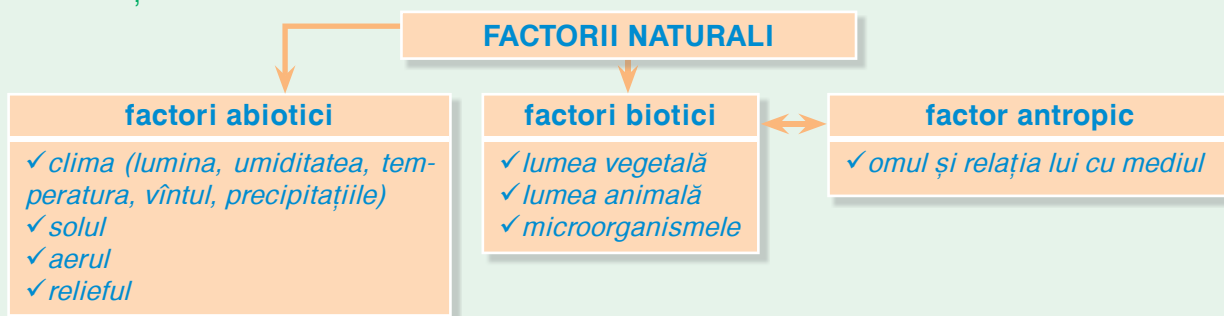 FACTORII NATURALI
factori abiotici
✓ clima (lumina, umiditatea, tem-
peratura, vîntul, precipitațiile)
✓ solul
✓ aerul
✓ relieful
factori biotici
✓ lumea vegetală
✓ lumea animală
✓ microorganismele
factor antropic
✓ omul și relația lui cu mediul